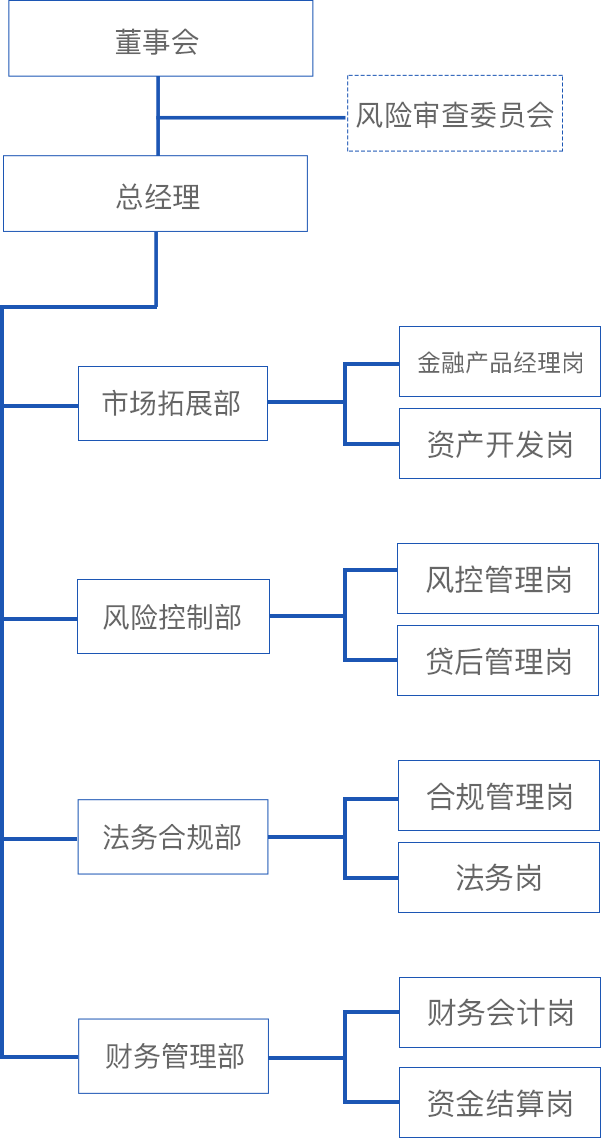 董事会
风险审查委员会
总经理
市场拓展部
金融产品经理岗
资产开发岗
风险控制部
风控管理岗
贷后管理岗
法务合规部
合规管理岗
法务岗
财务管理部
财务会计岗
资金结算岗